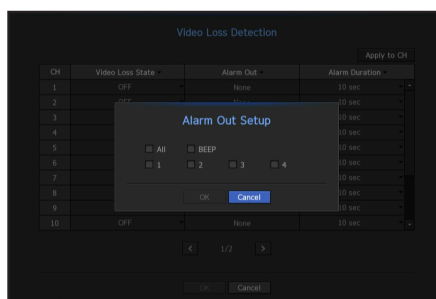 Video Loss Detection
Apply to CH
CH Video Loss State Alarm Out Alarm Duration
1 OFF None 10 sec
2 OFF None 10 sec
3 10 sec
4 10 sec
Alarm Out Setup
5 10 sec
All BEEP
6 10 sec
1 2 3 4
7 10 sec
8 10 sec
OK Cancel
9 10 sec
10 OFF None 10 sec
< 1/2 >
OK Cancel